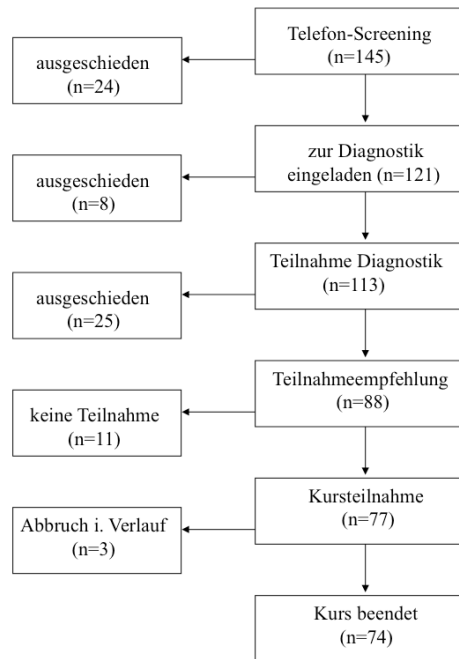 Telefon-Screening
(n=145)
ausgeschieden
(n=24)
zur Diagnostik
eingeladen (n=121)
ausgeschieden
(n=8)
Teilnahme Diagnostik
(n=113)
ausgeschieden
(n=25)
Teilnahmeempfehlung
(n=88)
keine Teilnahme
(n=11)
Kursteilnahme
(n=77)
Abbruch i. Verlauf
(n=3)
Kurs beendet
(n=74)